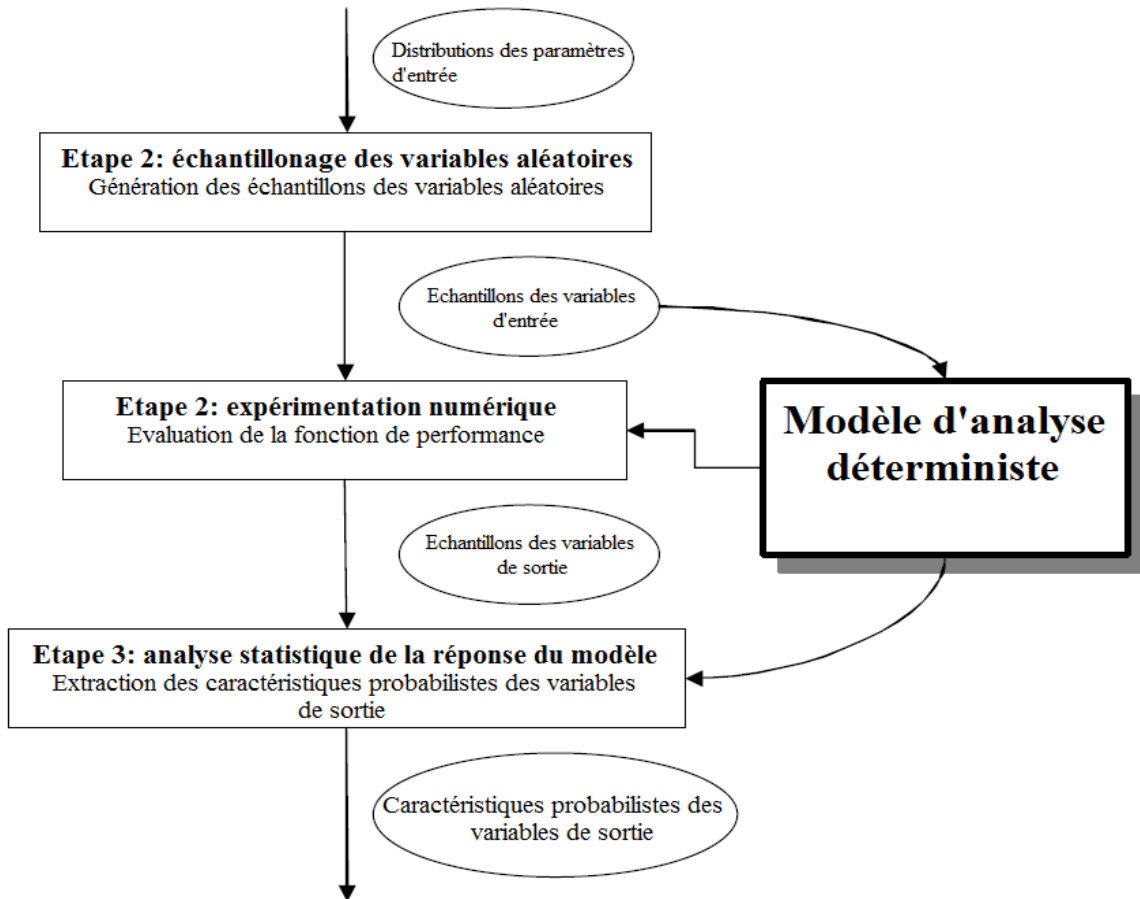 Distributions des paramètres
d'entrée
Etape 2: échantillonage des variables aléatoires
Génération des échantillons des variables aléatoires
Echantillons des variables
d'entrée
Etape 2: expérimentation numérique
Evaluation de la fonction de performance
Modèle d'analyse
déterministe
Echantillons des variables
de sortie
Etape 3: analyse statistique de la réponse du modèle
Extraction des caractéristiques probabilistes des variables
de sortie
Caractéristiques probabilistes des
variables de sortie